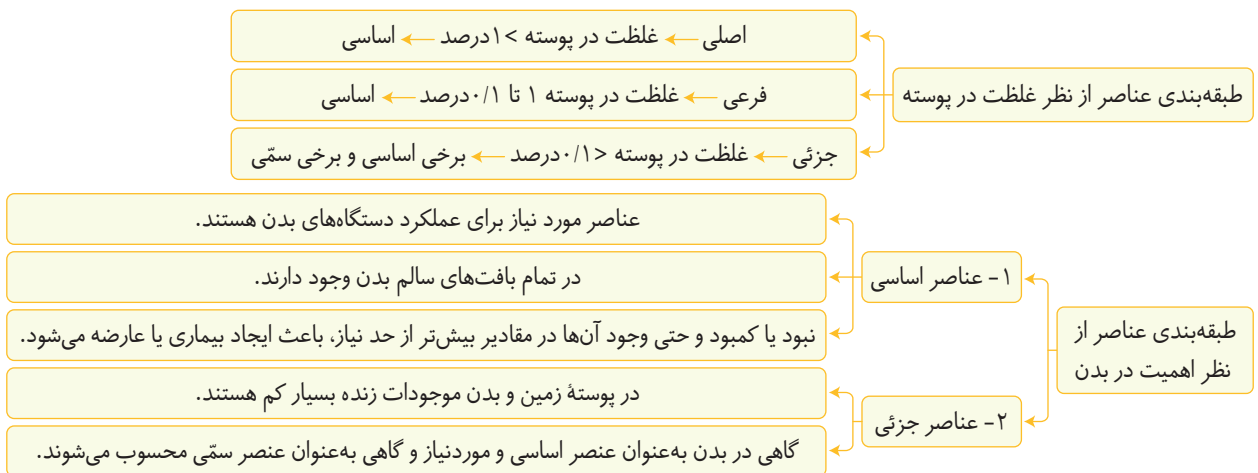 طبقه‌بندی عناصر از نظر غلظت در پوسته
اصلی ← غلظت در پوسته >۱درصد ← اساسی
فرعی ← غلظت در پوسته ۱ تا ۰/۱درصد ← اساسی
جزئی ← غلظت در پوسته <۰/۱درصد ← برخی اساسی و برخی سمّی
طبقه‌بندی عناصر از
نظر اهمیت در بدن
۱- عناصر اساسی
عناصر مورد نیاز برای عملکرد دستگاه‌های بدن هستند.
در تمام بافت‌های سالم بدن وجود دارند.
نبود یا کمبود و حتی وجود آن‌ها در مقادیر بیش‌تر از حد نیاز، باعث ایجاد بیماری یا عارضه می‌شود.
۲- عناصر جزئی
در پوستهٔ زمین و بدن موجودات زنده بسیار کم هستند.
گاهی در بدن به‌عنوان عنصر اساسی و موردنیاز و گاهی به‌عنوان عنصر سمّی محسوب می‌شوند.